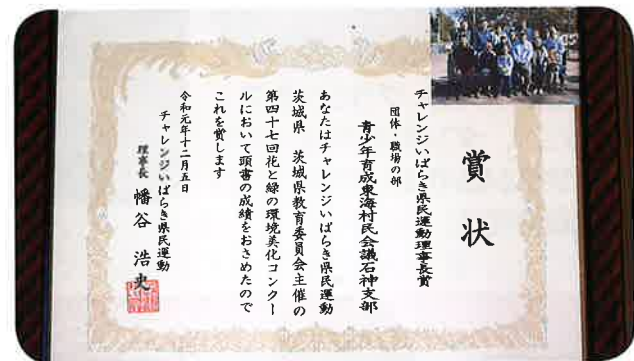 賞状
チャレンジいばらき県民運動理事長賞
団体・職場の部
青少年育成東海村民会議石神支部
あなたはチャレンジいばらき県民運動
茨城県 茨城県教育委員会主催の
第四十七回花と緑の環境美化コンクー
ルにおいて頭書の成績をおさめたので
これを賞します
令和元年十二月五日
チャレンジいばらき県民運動
理事長 幡谷 浩史